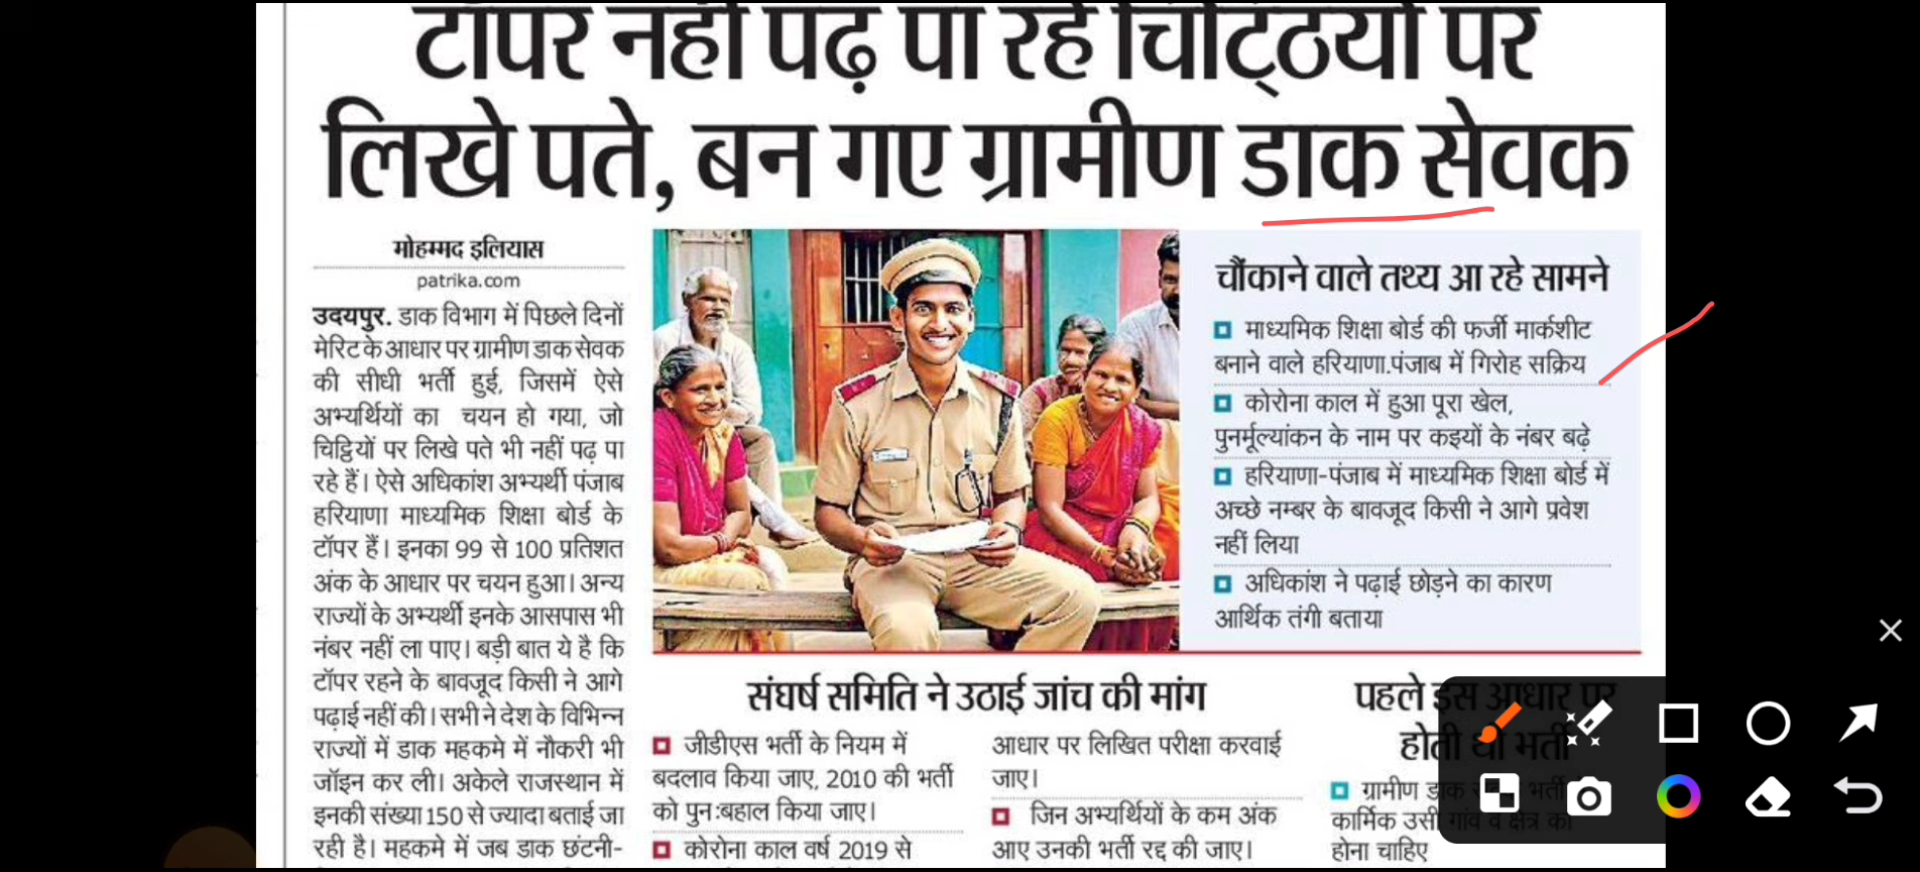 टॉपर नहीं पढ़ पा रहे चिट्ठियों पर
लिखे पते, बन गए ग्रामीण डाक सेवक
मोहम्मद इलियास
patrika.com
उदयपुर. डाक विभाग में पिछले दिनों
मेरिट के आधार पर ग्रामीण डाक सेवक
की सीधी भर्ती हुई, जिसमें ऐसे
अभ्यर्थियों का चयन हो गया, जो
चिट्ठियों पर लिखे पते भी नहीं पढ़ पा
रहे हैं। ऐसे अधिकांश अभ्यर्थी पंजाब
हरियाणा माध्यमिक शिक्षा बोर्ड के
टॉपर हैं। इनका 99 से 100 प्रतिशत
अंक के आधार पर चयन हुआ। अन्य
राज्यों के अभ्यर्थी इनके आसपास भी
नंबर नहीं ला पाए। बड़ी बात ये है कि
टॉपर रहने के बावजूद किसी ने आगे
पढ़ाई नहीं की। सभी ने देश के विभिन्न
राज्यों में डाक महकमे में नौकरी भी
जॉइन कर ली। अकेले राजस्थान में
इनकी संख्या 150 से ज्यादा बताई जा
रही है। महकमे में जब डाक छंटनी-
चौंकाने वाले तथ्य आ रहे सामने
माध्यमिक शिक्षा बोर्ड की फर्जी मार्कशीट
बनाने वाले हरियाणा.पंजाब में गिरोह सक्रिय
कोरोना काल में हुआ पूरा खेल,
पुनर्मूल्यांकन के नाम पर कइयों के नंबर बढ़े
हरियाणा-पंजाब में माध्यमिक शिक्षा बोर्ड में
अच्छे नम्बर के बावजूद किसी ने आगे प्रवेश
नहीं लिया
अधिकांश ने पढ़ाई छोड़ने का कारण
आर्थिक तंगी बताया
संघर्ष समिति ने उठाई जांच की मांग
जीडीएस भर्ती के नियम में
बदलाव किया जाए, 2010 की भर्ती
को पुन:बहाल किया जाए।
कोरोना काल वर्ष 2019 से
आधार पर लिखित परीक्षा करवाई
जाए।
जिन अभ्यर्थियों के कम अंक
आए उनकी भर्ती रद्द की जाए।
पहले इस आधार पर
होती थी भर्ती
ग्रामीण डाक भर्ती
कार्मिक उसी गांव व क्षेत्र का
होना चाहिए